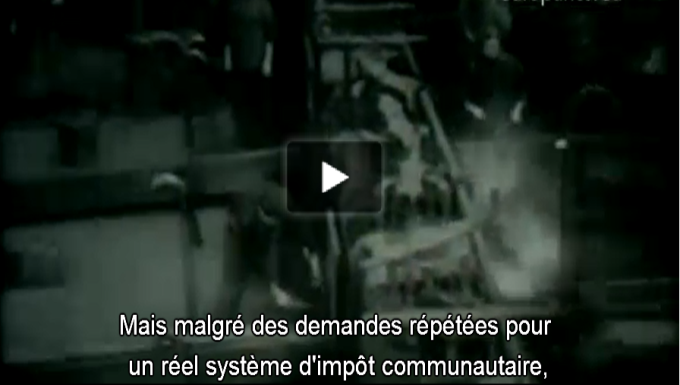 Mais malgré des demandes répétées pour
un réel système d'impôt communautaire,